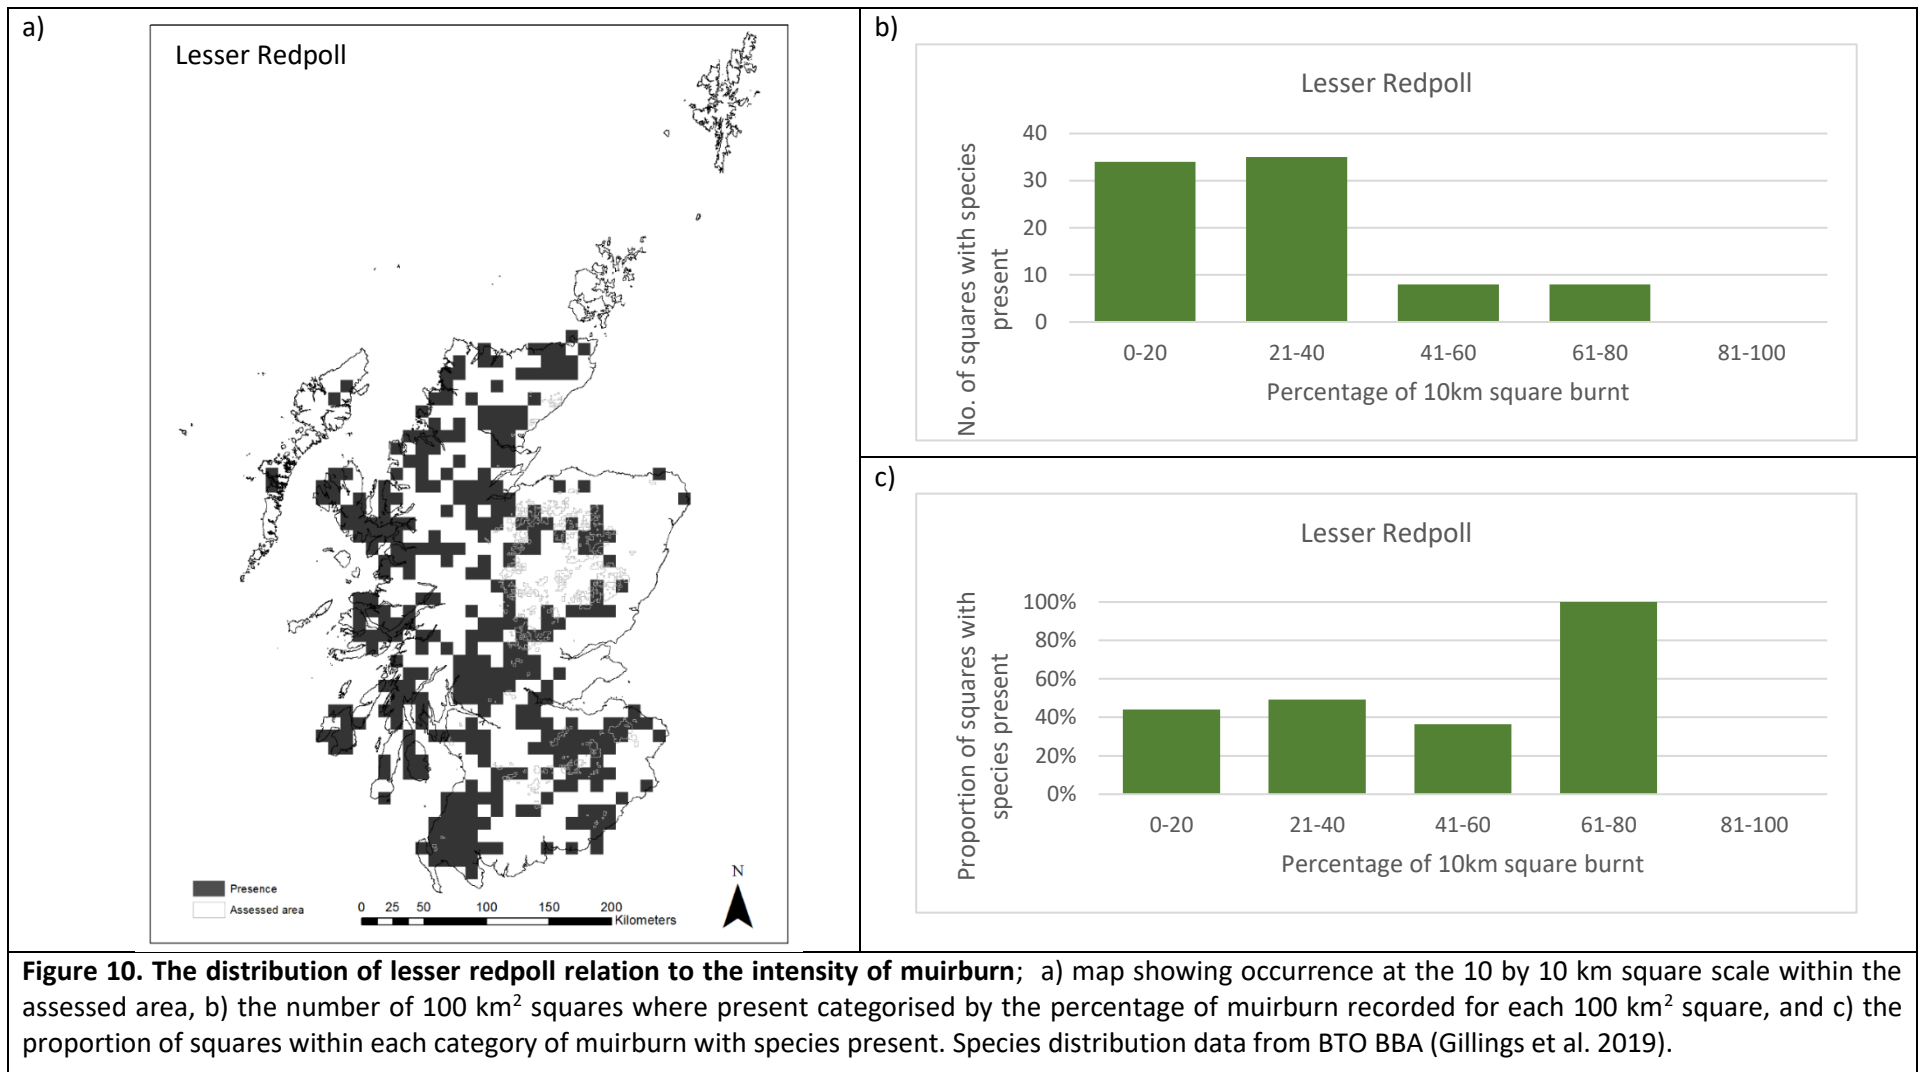 a)
Lesser Redpoll
N
Presence
Assessed area
0 25 50 100 150 200
Kilometers
b)
Lesser Redpoll
No. of squares with species
present
40
30
20
10
0
0-20 21-40 41-60 61-80 81-100
Percentage of 10km square burnt
c)
Lesser Redpoll
Proportion of squares with
species present
100%
80%
60%
40%
20%
0%
0-20 21-40 41-60 61-80 81-100
Percentage of 10km square burnt
Figure 10. The distribution of lesser redpoll relation to the intensity of muirburn; a) map showing occurrence at the 10 by 10 km square scale within the
assessed area, b) the number of 100 km² squares where present categorised by the percentage of muirburn recorded for each 100 km² square, and c) the
proportion of squares within each category of muirburn with species present. Species distribution data from BTO BBA (Gillings et al. 2019).